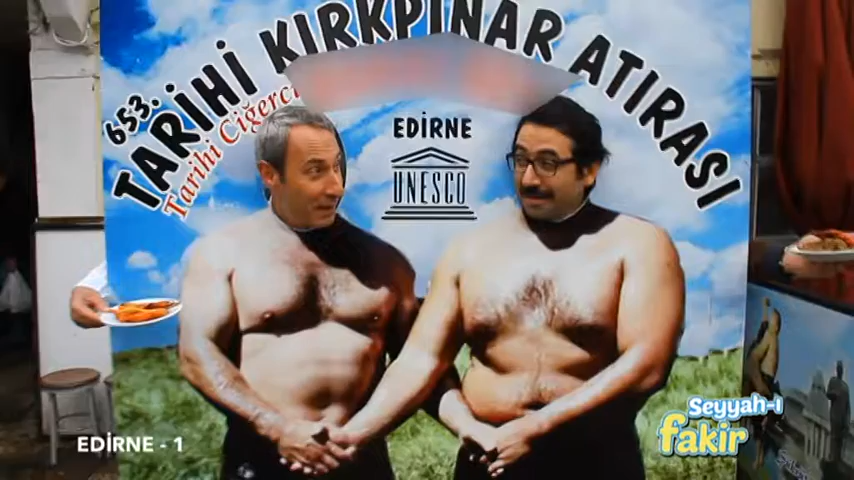 653.
TARİHİ KIRKPINAR ATIRASI
Tarihi Ciğerci
EDİRNE
UNESCO
EDİRNE - 1
Seyyah-ı
fakir